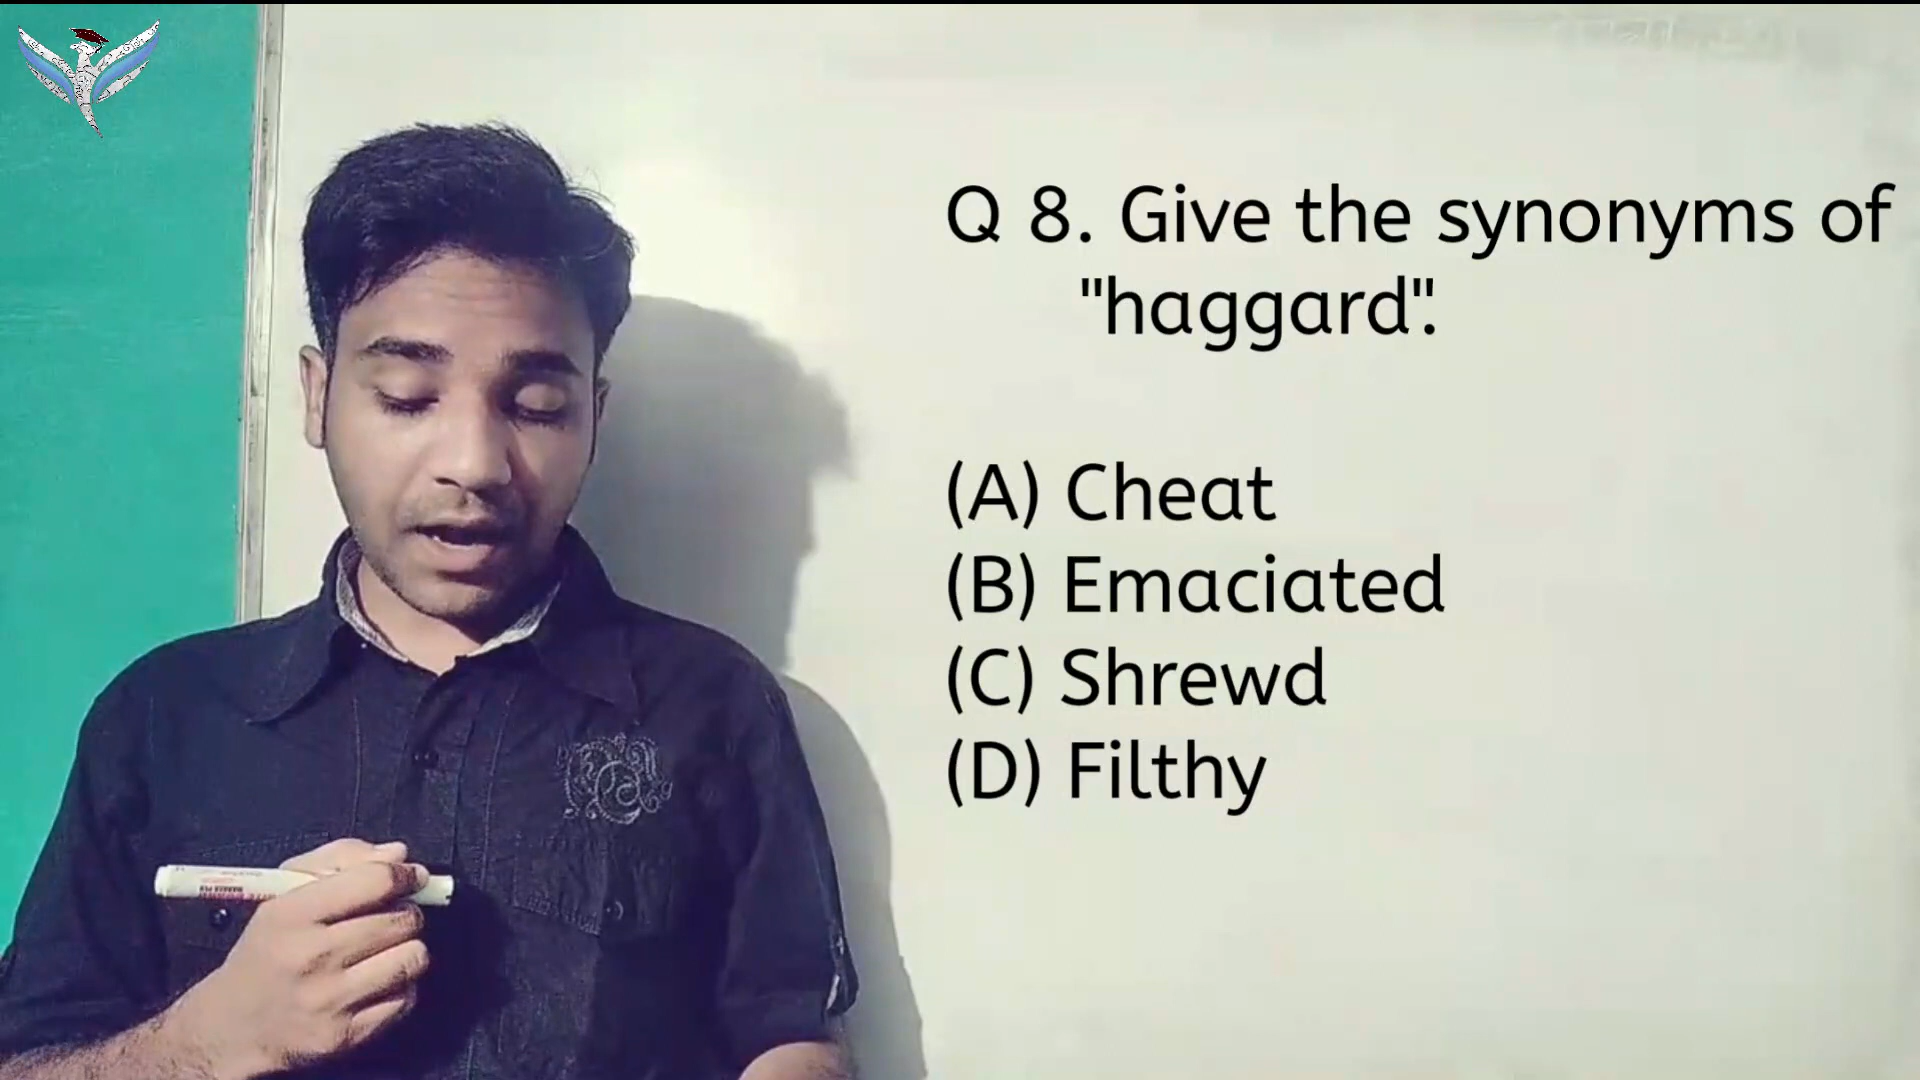 Q 8. Give the synonyms of
"haggard".
(A) Cheat
(B) Emaciated
(C) Shrewd
(D) Filthy